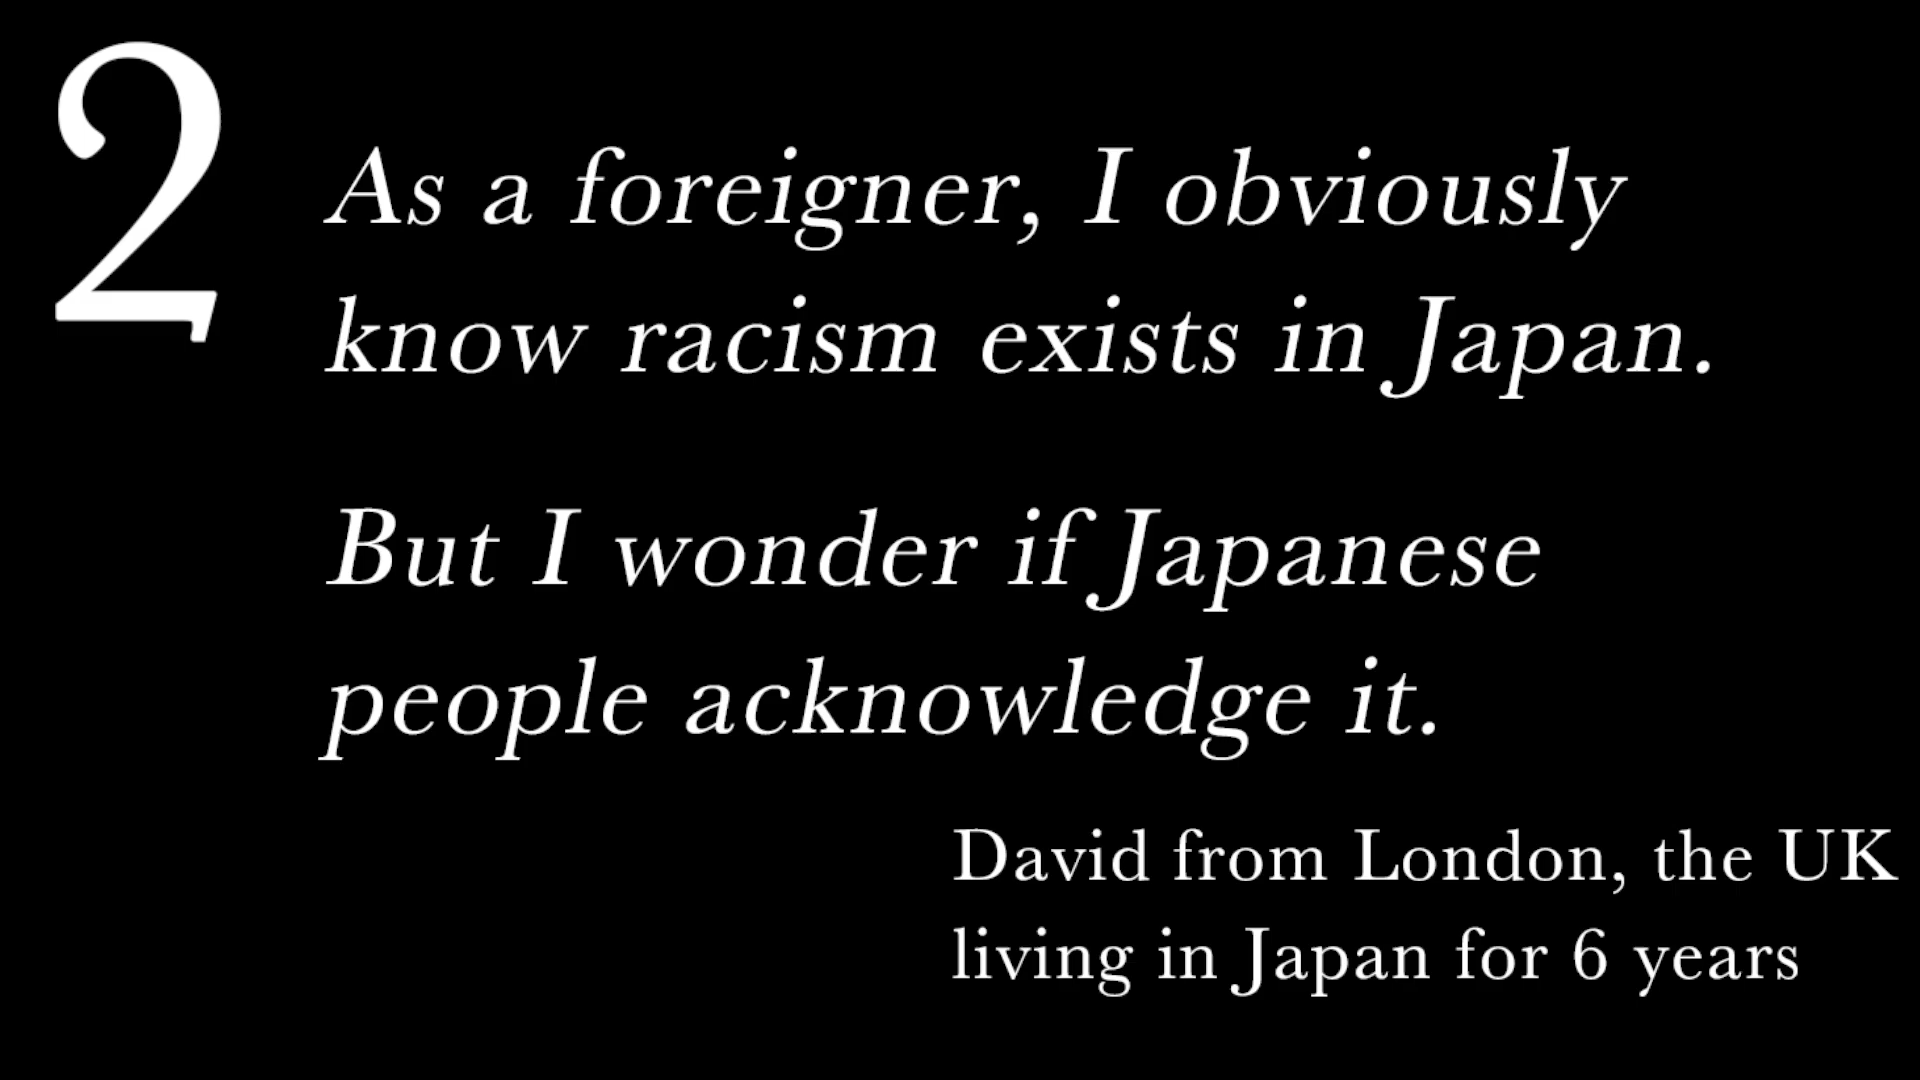 2
As a foreigner, I obviously
know racism exists in Japan.
But I wonder if Japanese
people acknowledge it.
David from London, the UK
living in Japan for 6 years